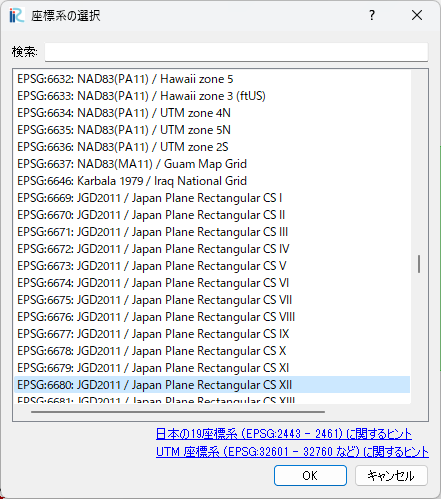 座標系の選択
検索:
EPSG:6632: NAD83(PA11) / Hawaii zone 5
EPSG:6633: NAD83(PA11) / Hawaii zone 3 (ftUS)
EPSG:6634: NAD83(PA11) / UTM zone 4N
EPSG:6635: NAD83(PA11) / UTM zone 5N
EPSG:6636: NAD83(PA11) / UTM zone 2S
EPSG:6637: NAD83(MA11) / Guam Map Grid
EPSG:6646: Karbala 1979 / Iraq National Grid
EPSG:6669: JGD2011 / Japan Plane Rectangular CS I
EPSG:6670: JGD2011 / Japan Plane Rectangular CS II
EPSG:6671: JGD2011 / Japan Plane Rectangular CS III
EPSG:6672: JGD2011 / Japan Plane Rectangular CS IV
EPSG:6673: JGD2011 / Japan Plane Rectangular CS V
EPSG:6674: JGD2011 / Japan Plane Rectangular CS VI
EPSG:6675: JGD2011 / Japan Plane Rectangular CS VII
EPSG:6676: JGD2011 / Japan Plane Rectangular CS VIII
EPSG:6677: JGD2011 / Japan Plane Rectangular CS IX
EPSG:6678: JGD2011 / Japan Plane Rectangular CS X
EPSG:6679: JGD2011 / Japan Plane Rectangular CS XI
EPSG:6680: JGD2011 / Japan Plane Rectangular CS XII
EPSG:6681: JGD2011 / Japan Plane Rectangular CS XIII
日本の19座標系 (EPSG:2443 - 2461) に関するヒント
UTM 座標系 (EPSG:32601 - 32760 など) に関するヒント
OK キャンセル